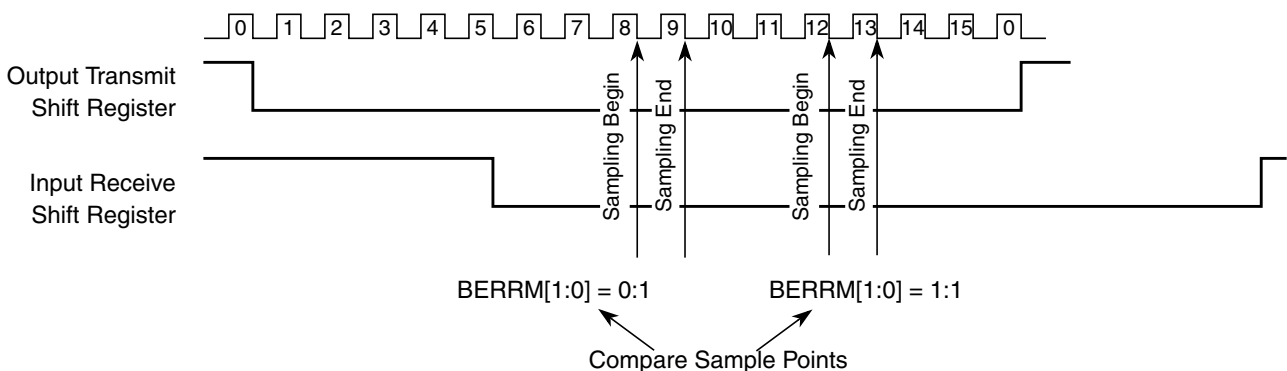 0 1 2 3 4 5 6 7 8 9 10 11 12 13 14 15 0
Output Transmit
Shift Register
Input Receive
Shift Register
Sampling Begin
Sampling End
Sampling Begin
Sampling End
BERRM[1:0] = 0:1
BERRM[1:0] = 1:1
Compare Sample Points